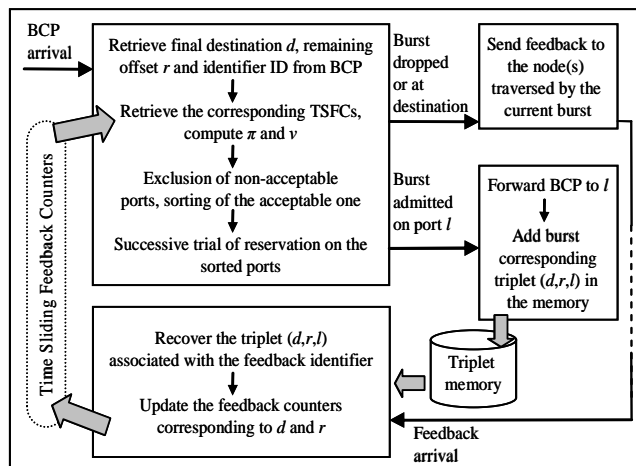 BCP
arrival
Retrieve final destination d, remaining
offset r and identifier ID from BCP
Retrieve the corresponding TSFCs,
compute π and ν
Exclusion of non-acceptable
ports, sorting of the acceptable one
Successive trial of reservation on the
sorted ports
Burst
dropped
or at
destination
Send feedback to
the node(s)
traversed by the
current burst
Burst
admitted
on port l
Forward BCP to l
Add burst
corresponding
triplet (d,r,l) in
the memory
Triplet
memory
Time Sliding Feedback Counters
Recover the triplet (d,r,l)
associated with the feedback identifier
Update the feedback counters
corresponding to d and r
Feedback
arrival